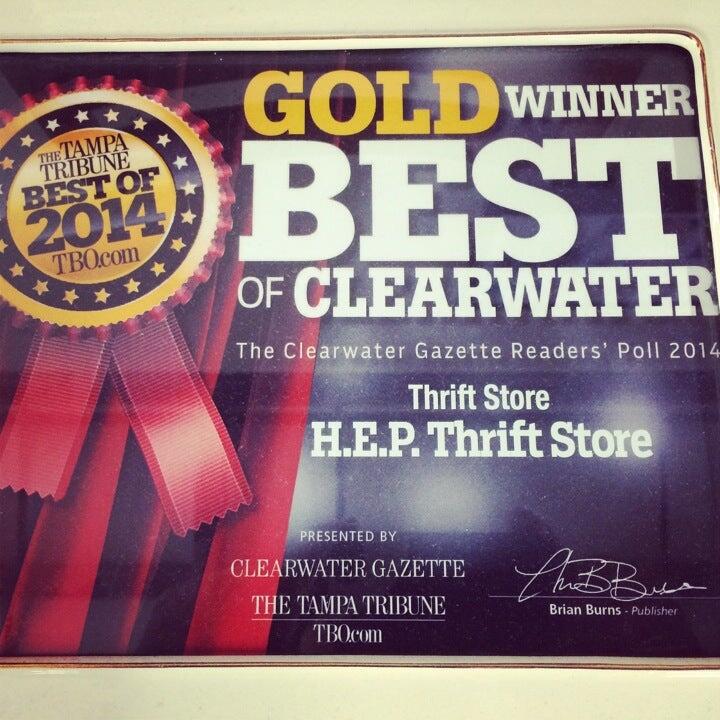 THE TAMPA
TRIBUNE
BEST OF
2014
TBO.com
GOLD WINNER
BEST
OF CLEARWATER
The Clearwater Gazette Readers' Poll 2014
Thrift Store
H.E.P. Thrift Store
PRESENTED BY
CLEARWATER GAZETTE
THE TAMPA TRIBUNE
TBO.com
Brian Burns - Publisher